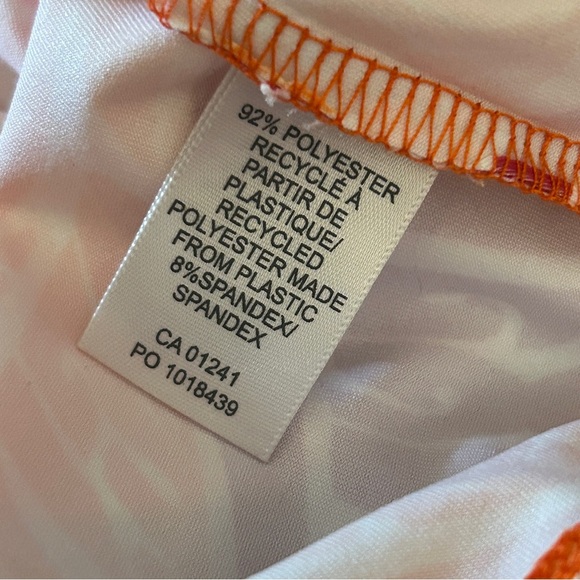 92% POLYESTER
RECYCLÉ À
PARTIR DE
PLASTIQUE/
RECYCLED
POLYESTER MADE
FROM PLASTIC
8%SPANDEX/
SPANDEX
CA 01241
PO 1018439